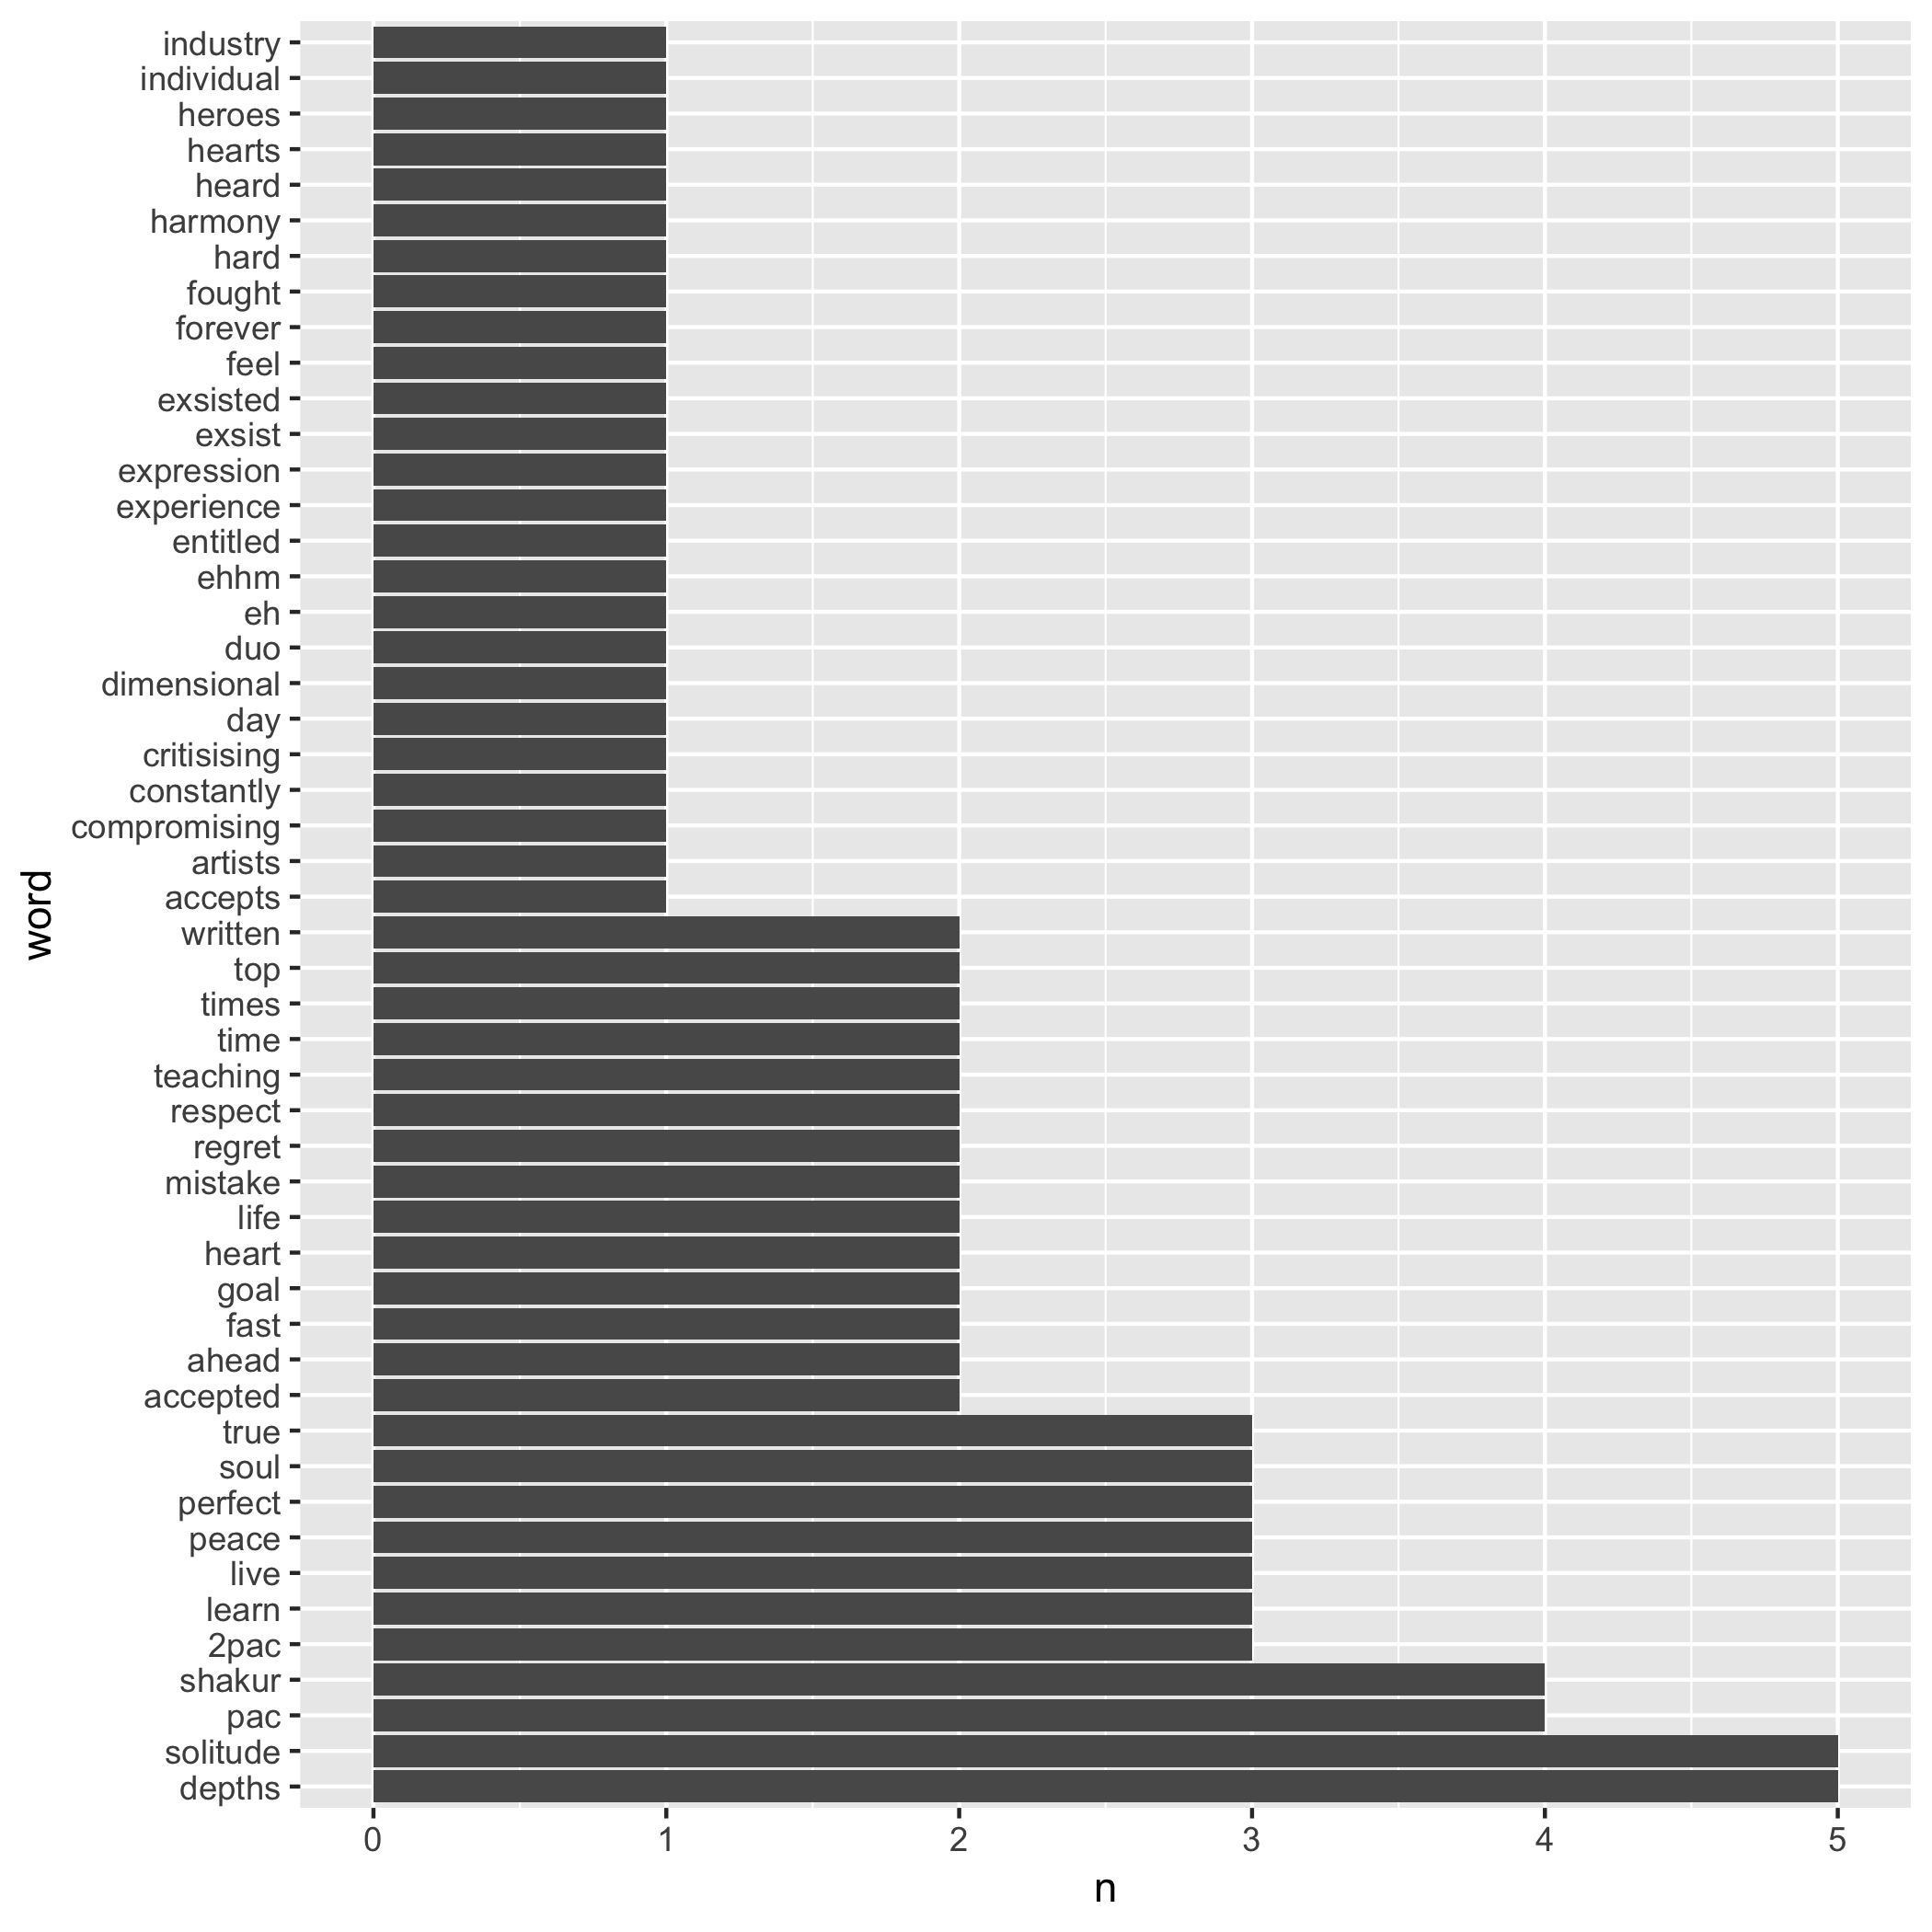 industry
individual
heroes
hearts
heard
harmony
hard
fought
forever
feel
exsisted
exsist
expression
experience
entitled
ehhm
eh
duo
dimensional
day
critisising
constantly
compromising
artists
accepts
written
top
times
time
teaching
respect
regret
mistake
life
heart
goal
fast
ahead
accepted
true
soul
perfect
peace
live
learn
2pac
shakur
pac
solitude
depths
word
0 1 2 3 4 5
n